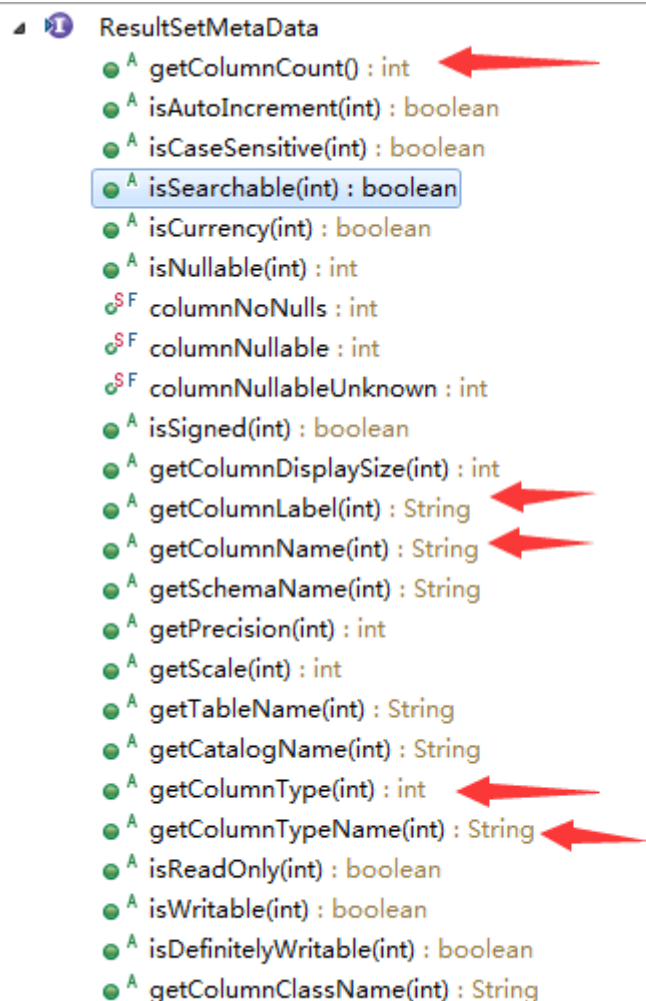 ResultSetMetaData
A getColumnCount() : int
A isAutoIncrement(int) : boolean
A isCaseSensitive(int) : boolean
A isSearchable(int) : boolean
A isCurrency(int) : boolean
A isNullable(int) : int
S F columnNoNulls : int
S F columnNullable : int
S F columnNullableUnknown : int
A isSigned(int) : boolean
A getColumnDisplaySize(int) : int
A getColumnLabel(int) : String
A getColumnName(int) : String
A getSchemaName(int) : String
A getPrecision(int) : int
A getScale(int) : int
A getTableName(int) : String
A getCatalogName(int) : String
A getColumnType(int) : int
A getColumnTypeName(int) : String
A isReadOnly(int) : boolean
A isWritable(int) : boolean
A isDefinitelyWritable(int) : boolean
A getColumnClassName(int) : String